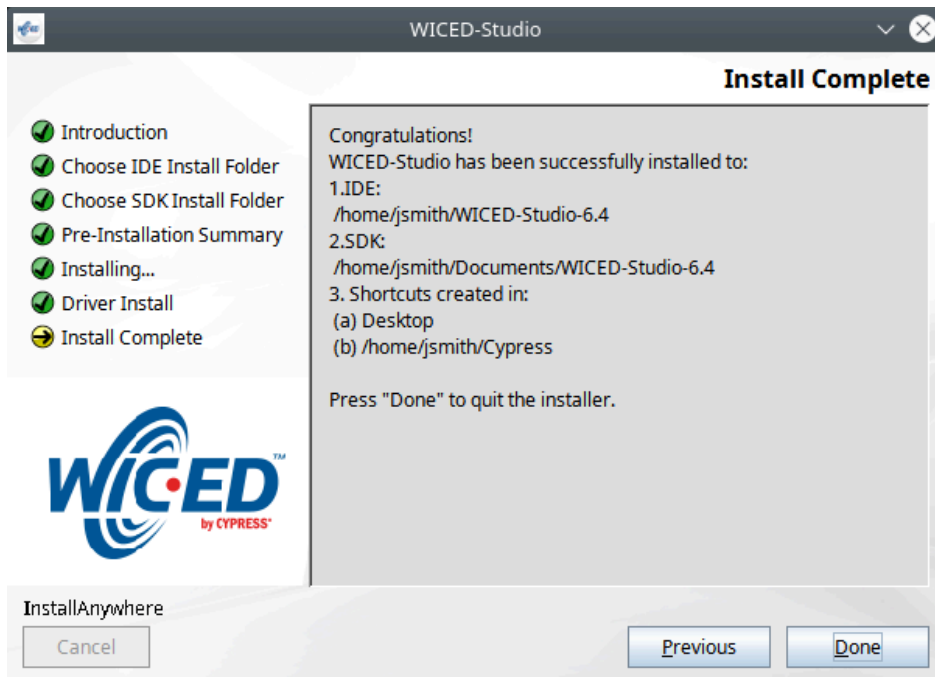 WICED-Studio
Install Complete
Introduction
Choose IDE Install Folder
Choose SDK Install Folder
Pre-Installation Summary
Installing...
Driver Install
Install Complete
Congratulations!
WICED-Studio has been successfully installed to:
1.IDE:
/home/jsmith/WICED-Studio-6.4
2.SDK:
/home/jsmith/Documents/WICED-Studio-6.4
3. Shortcuts created in:
(a) Desktop
(b) /home/jsmith/Cypress
Press "Done" to quit the installer.
WICED™
by CYPRESS®
InstallAnywhere
Cancel
Previous
Done